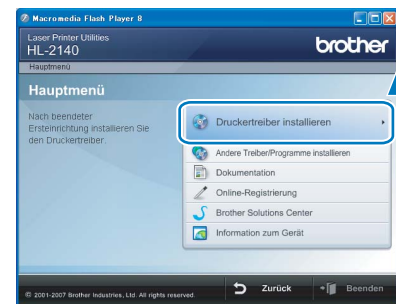 Macromedia Flash Player 8
Laser Printer Utilities
HL-2140
brother
Hauptmenü
Hauptmenü
Nach beendeter
Ersteinrichtung installieren Sie
den Druckertreiber.
Druckertreiber installieren
Andere Treiber/Programme installieren
Dokumentation
Online-Registrierung
Brother Solutions Center
Information zum Gerät
© 2001-2007 Brother Industries, Ltd. All rights reserved.
Zurück
Beenden